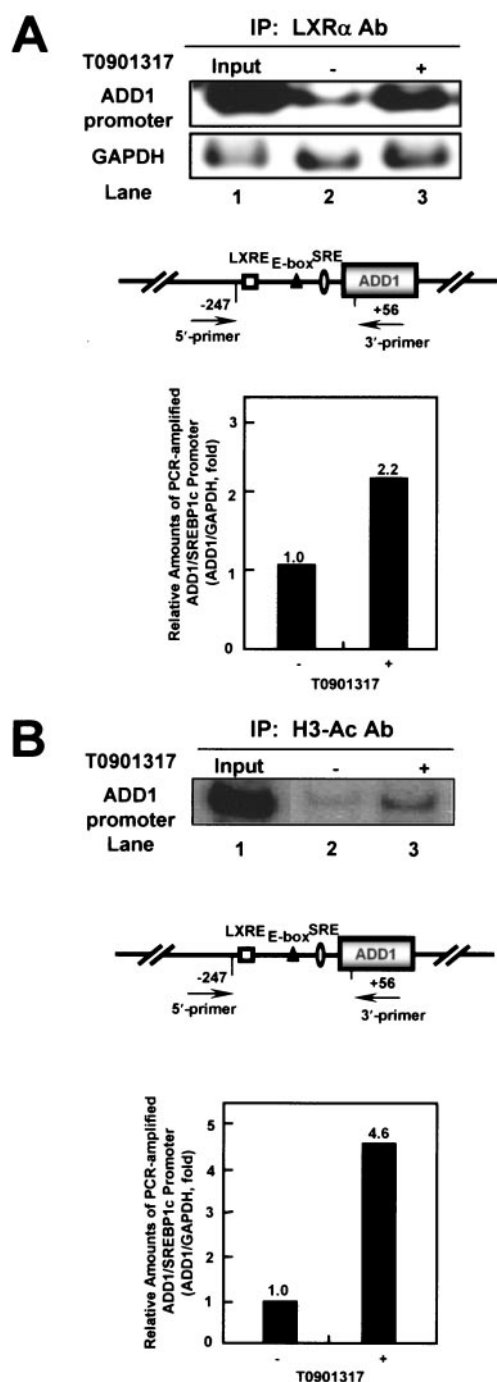 A
IP: LXRα Ab
T0901317 Input - +
ADD1 promoter
GAPDH
Lane 1 2 3
LXRE E-box SRE
ADD1
-247 +56
5′-primer 3′-primer
Relative Amounts of PCR-amplified
ADD1/SREBP1c Promoter
(ADD1/GAPDH, fold)
3
2
1
0
1.0
2.2
- +
T0901317
B
IP: H3-Ac Ab
T0901317 Input - +
ADD1 promoter
Lane 1 2 3
LXRE E-box SRE
ADD1
-247 +56
5′-primer 3′-primer
Relative Amounts of PCR-amplified
ADD1/SREBP1c Promoter
(ADD1/GAPDH, fold)
5
4
3
2
1
0
1.0
4.6
- +
T0901317